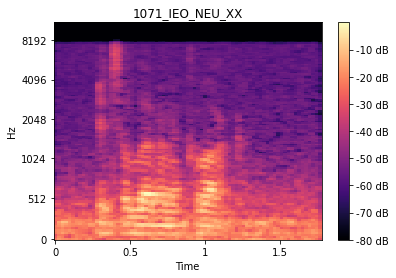 1071_IEO_NEU_XX
8192
4096
2048
1024
512
0
Hz
0
0.5
1
1.5
Time
-10 dB
-20 dB
-30 dB
-40 dB
-50 dB
-60 dB
-70 dB
-80 dB